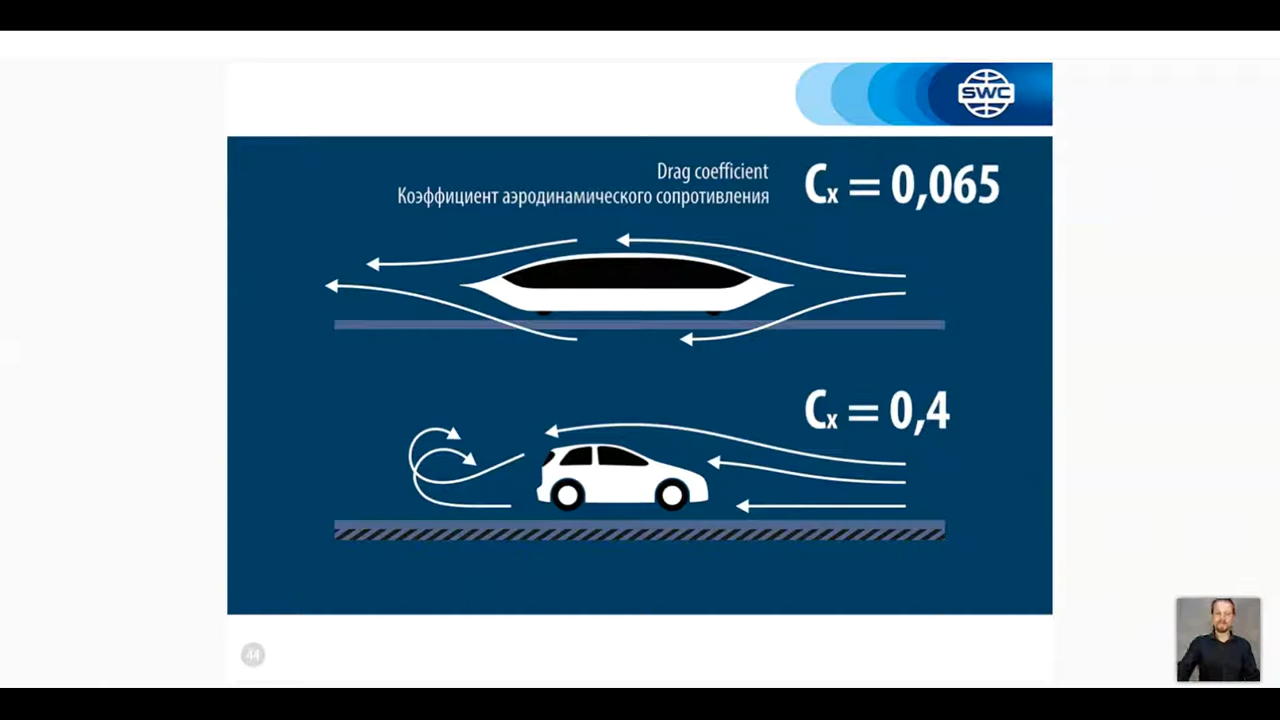 SWC
Drag coefficient
Коэффициент аэродинамического сопротивления
Cx = 0,065
Cx = 0,4
44